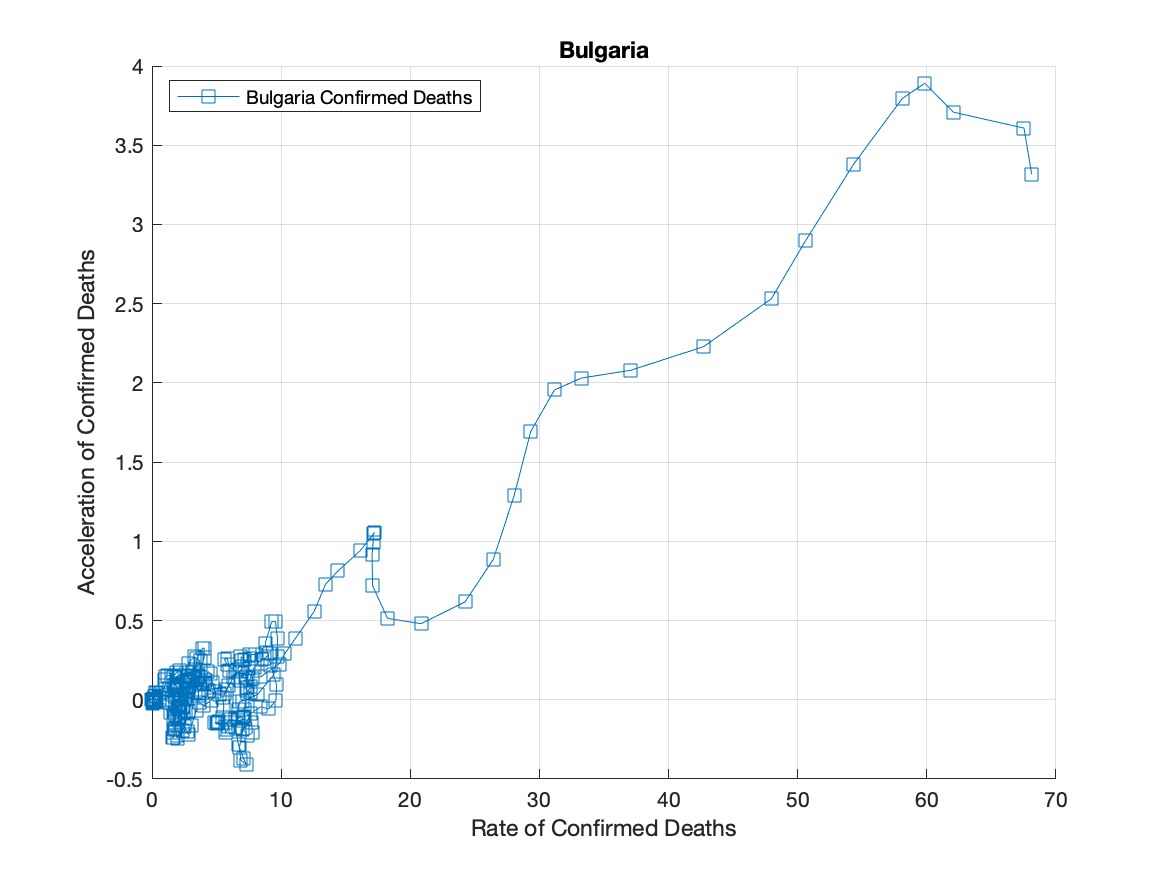 Bulgaria
Bulgaria Confirmed Deaths
Acceleration of Confirmed Deaths
4
3.5
3
2.5
2
1.5
1
0.5
0
-0.5
0 10 20 30 40 50 60 70
Rate of Confirmed Deaths